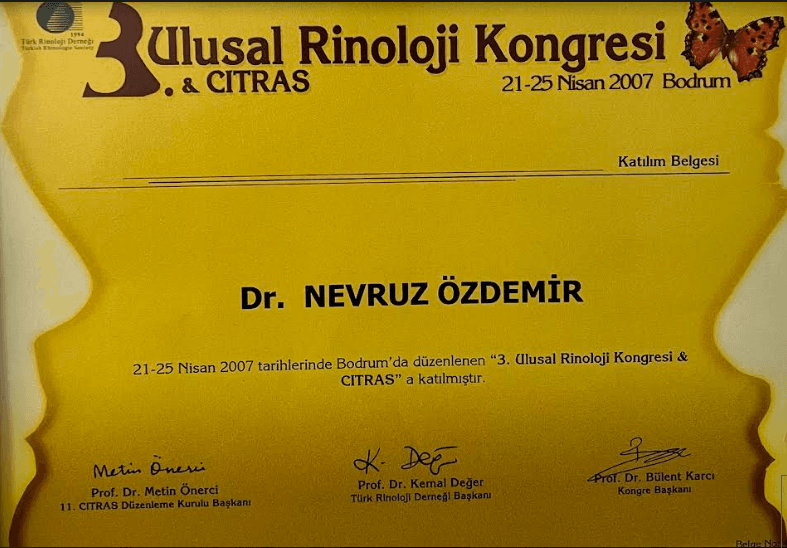 1994
Türk Rinoloji Derneği
Turkish Rhinologic Society
3. Ulusal Rinoloji Kongresi
& CITRAS
21-25 Nisan 2007 Bodrum
Katılım Belgesi
Dr. NEVRUZ ÖZDEMİR
21-25 Nisan 2007 tarihlerinde Bodrum'da düzenlenen "3. Ulusal Rinoloji Kongresi &
CITRAS" a katılmıştır.
Metin Önerci
K. Değer
Prof. Dr. Metin Önerci
11. CITRAS Düzenleme Kurulu Başkanı
Prof. Dr. Kemal Değer
Türk Rinoloji Derneği Başkanı
Prof. Dr. Bülent Karcı
Kongre Başkanı
Belge No